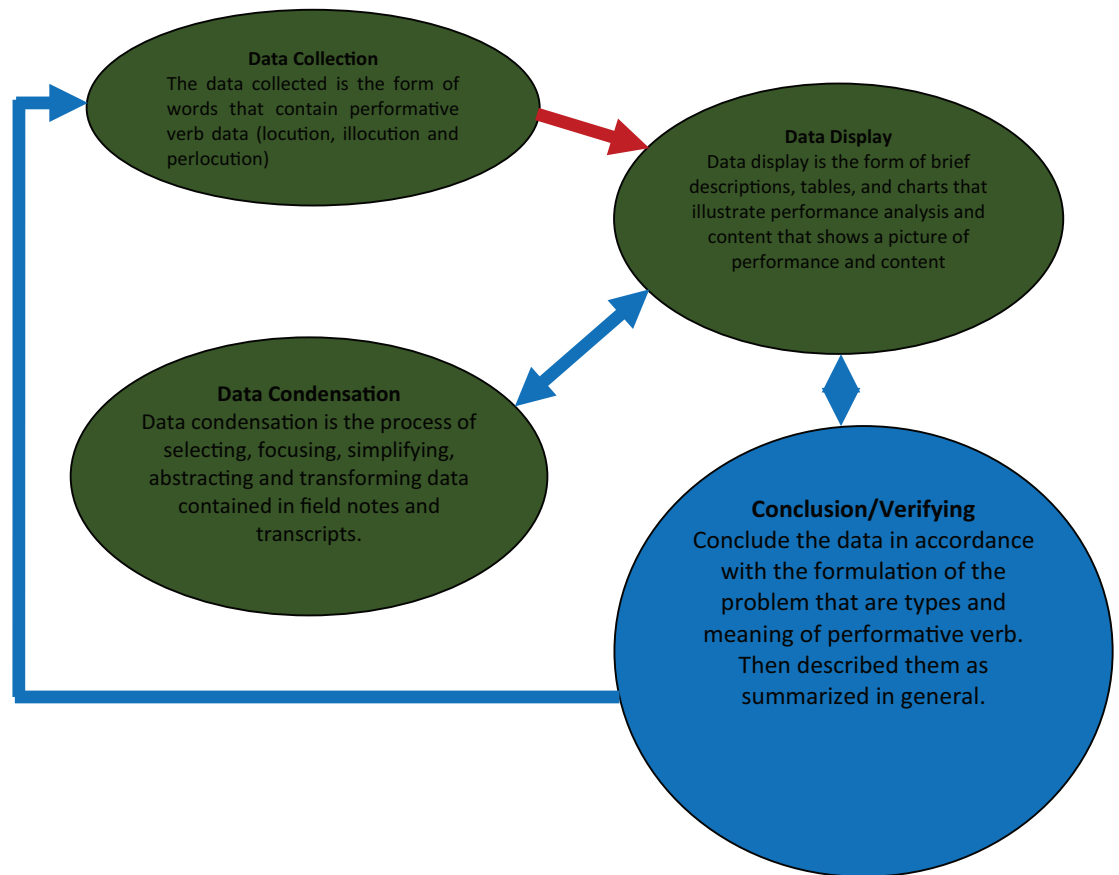 Data Collection
The data collected is the form of
words that contain performative
verb data (locution, illocution and
perlocution)
Data Display
Data display is the form of brief
descriptions, tables, and charts that
illustrate performance analysis and
content that shows a picture of
performance and content
Data Condensation
Data condensation is the process of
selecting, focusing, simplifying,
abstracting and transforming data
contained in field notes and
transcripts.
Conclusion/Verifying
Conclude the data in accordance
with the formulation of the
problem that are types and
meaning of performative verb.
Then described them as
summarized in general.